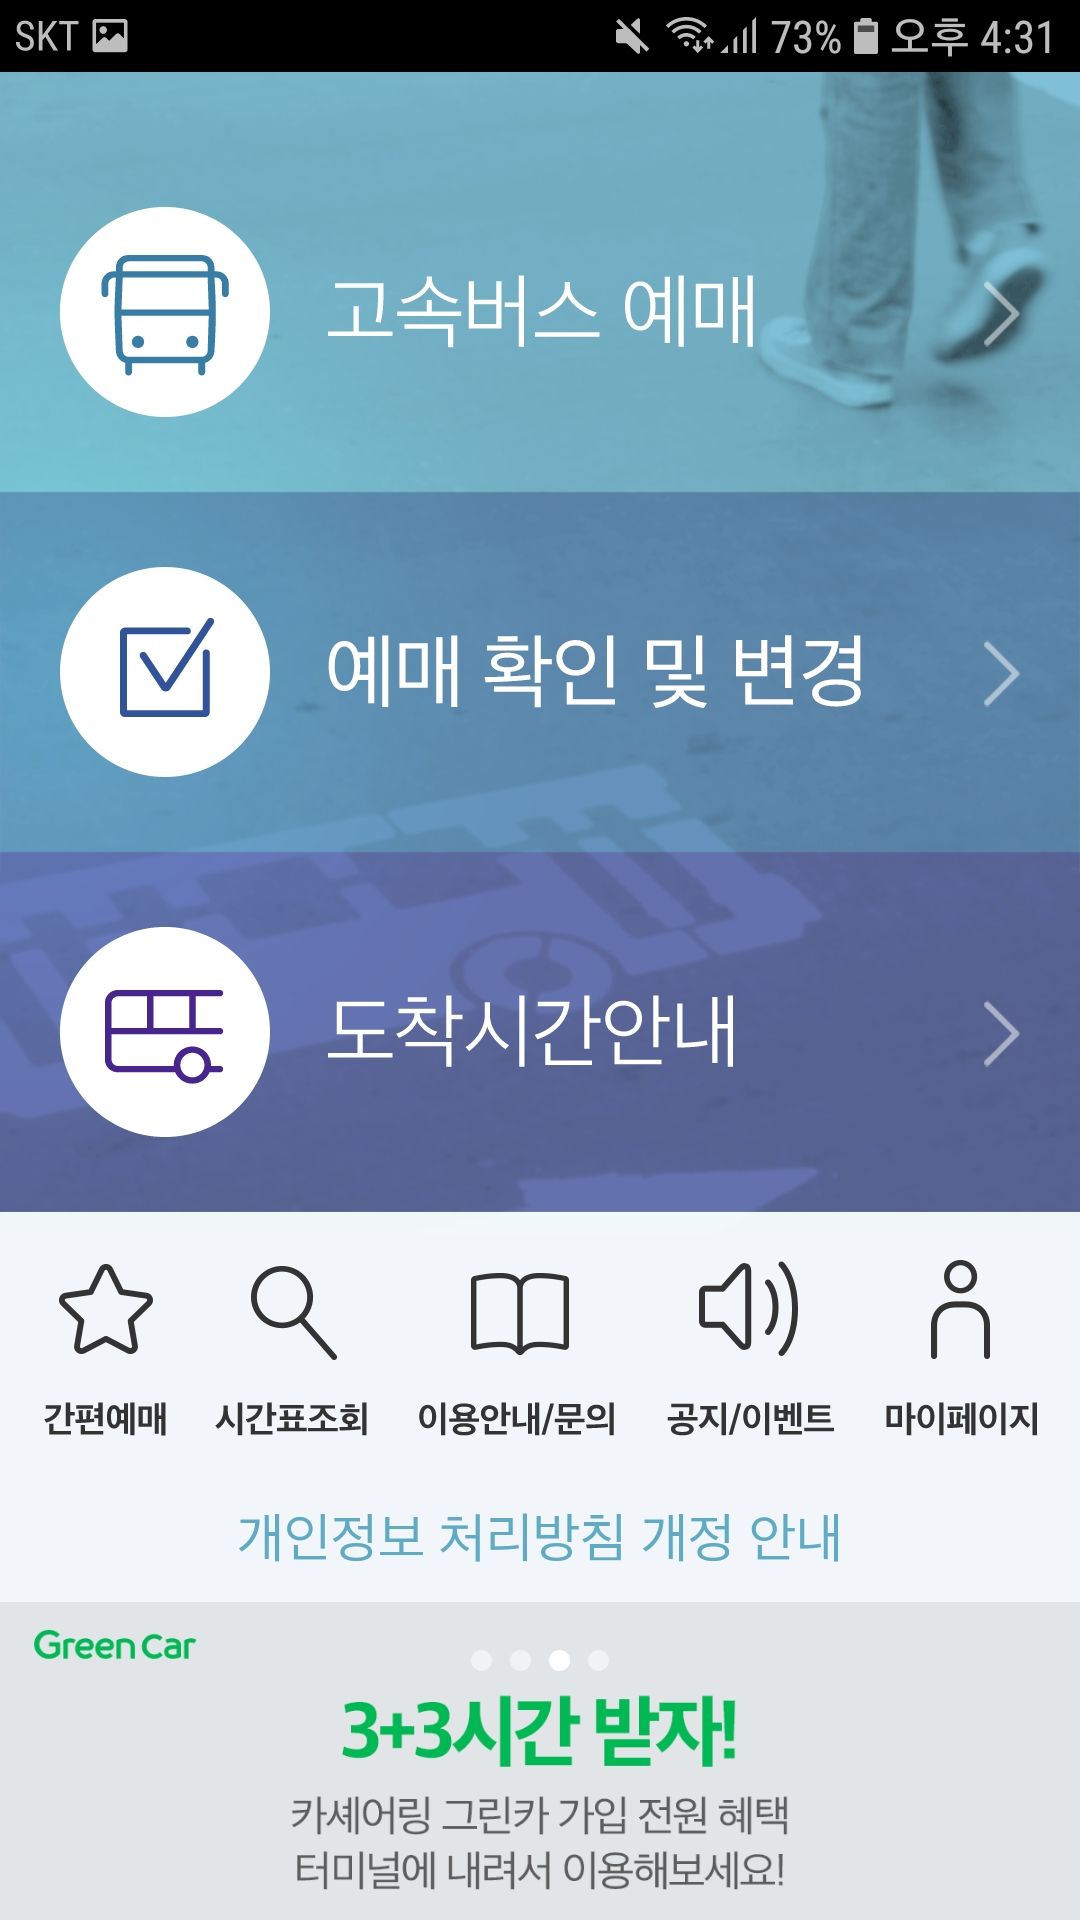 SKT 73% 오후 4:31
고속버스 예매
예매 확인 및 변경
도착시간안내
간편예매 시간표조회 이용안내/문의 공지/이벤트 마이페이지
개인정보 처리방침 개정 안내
Green Car
3+3시간 받자!
카셰어링 그린카 가입 전원 혜택
터미널에 내려서 이용해보세요!